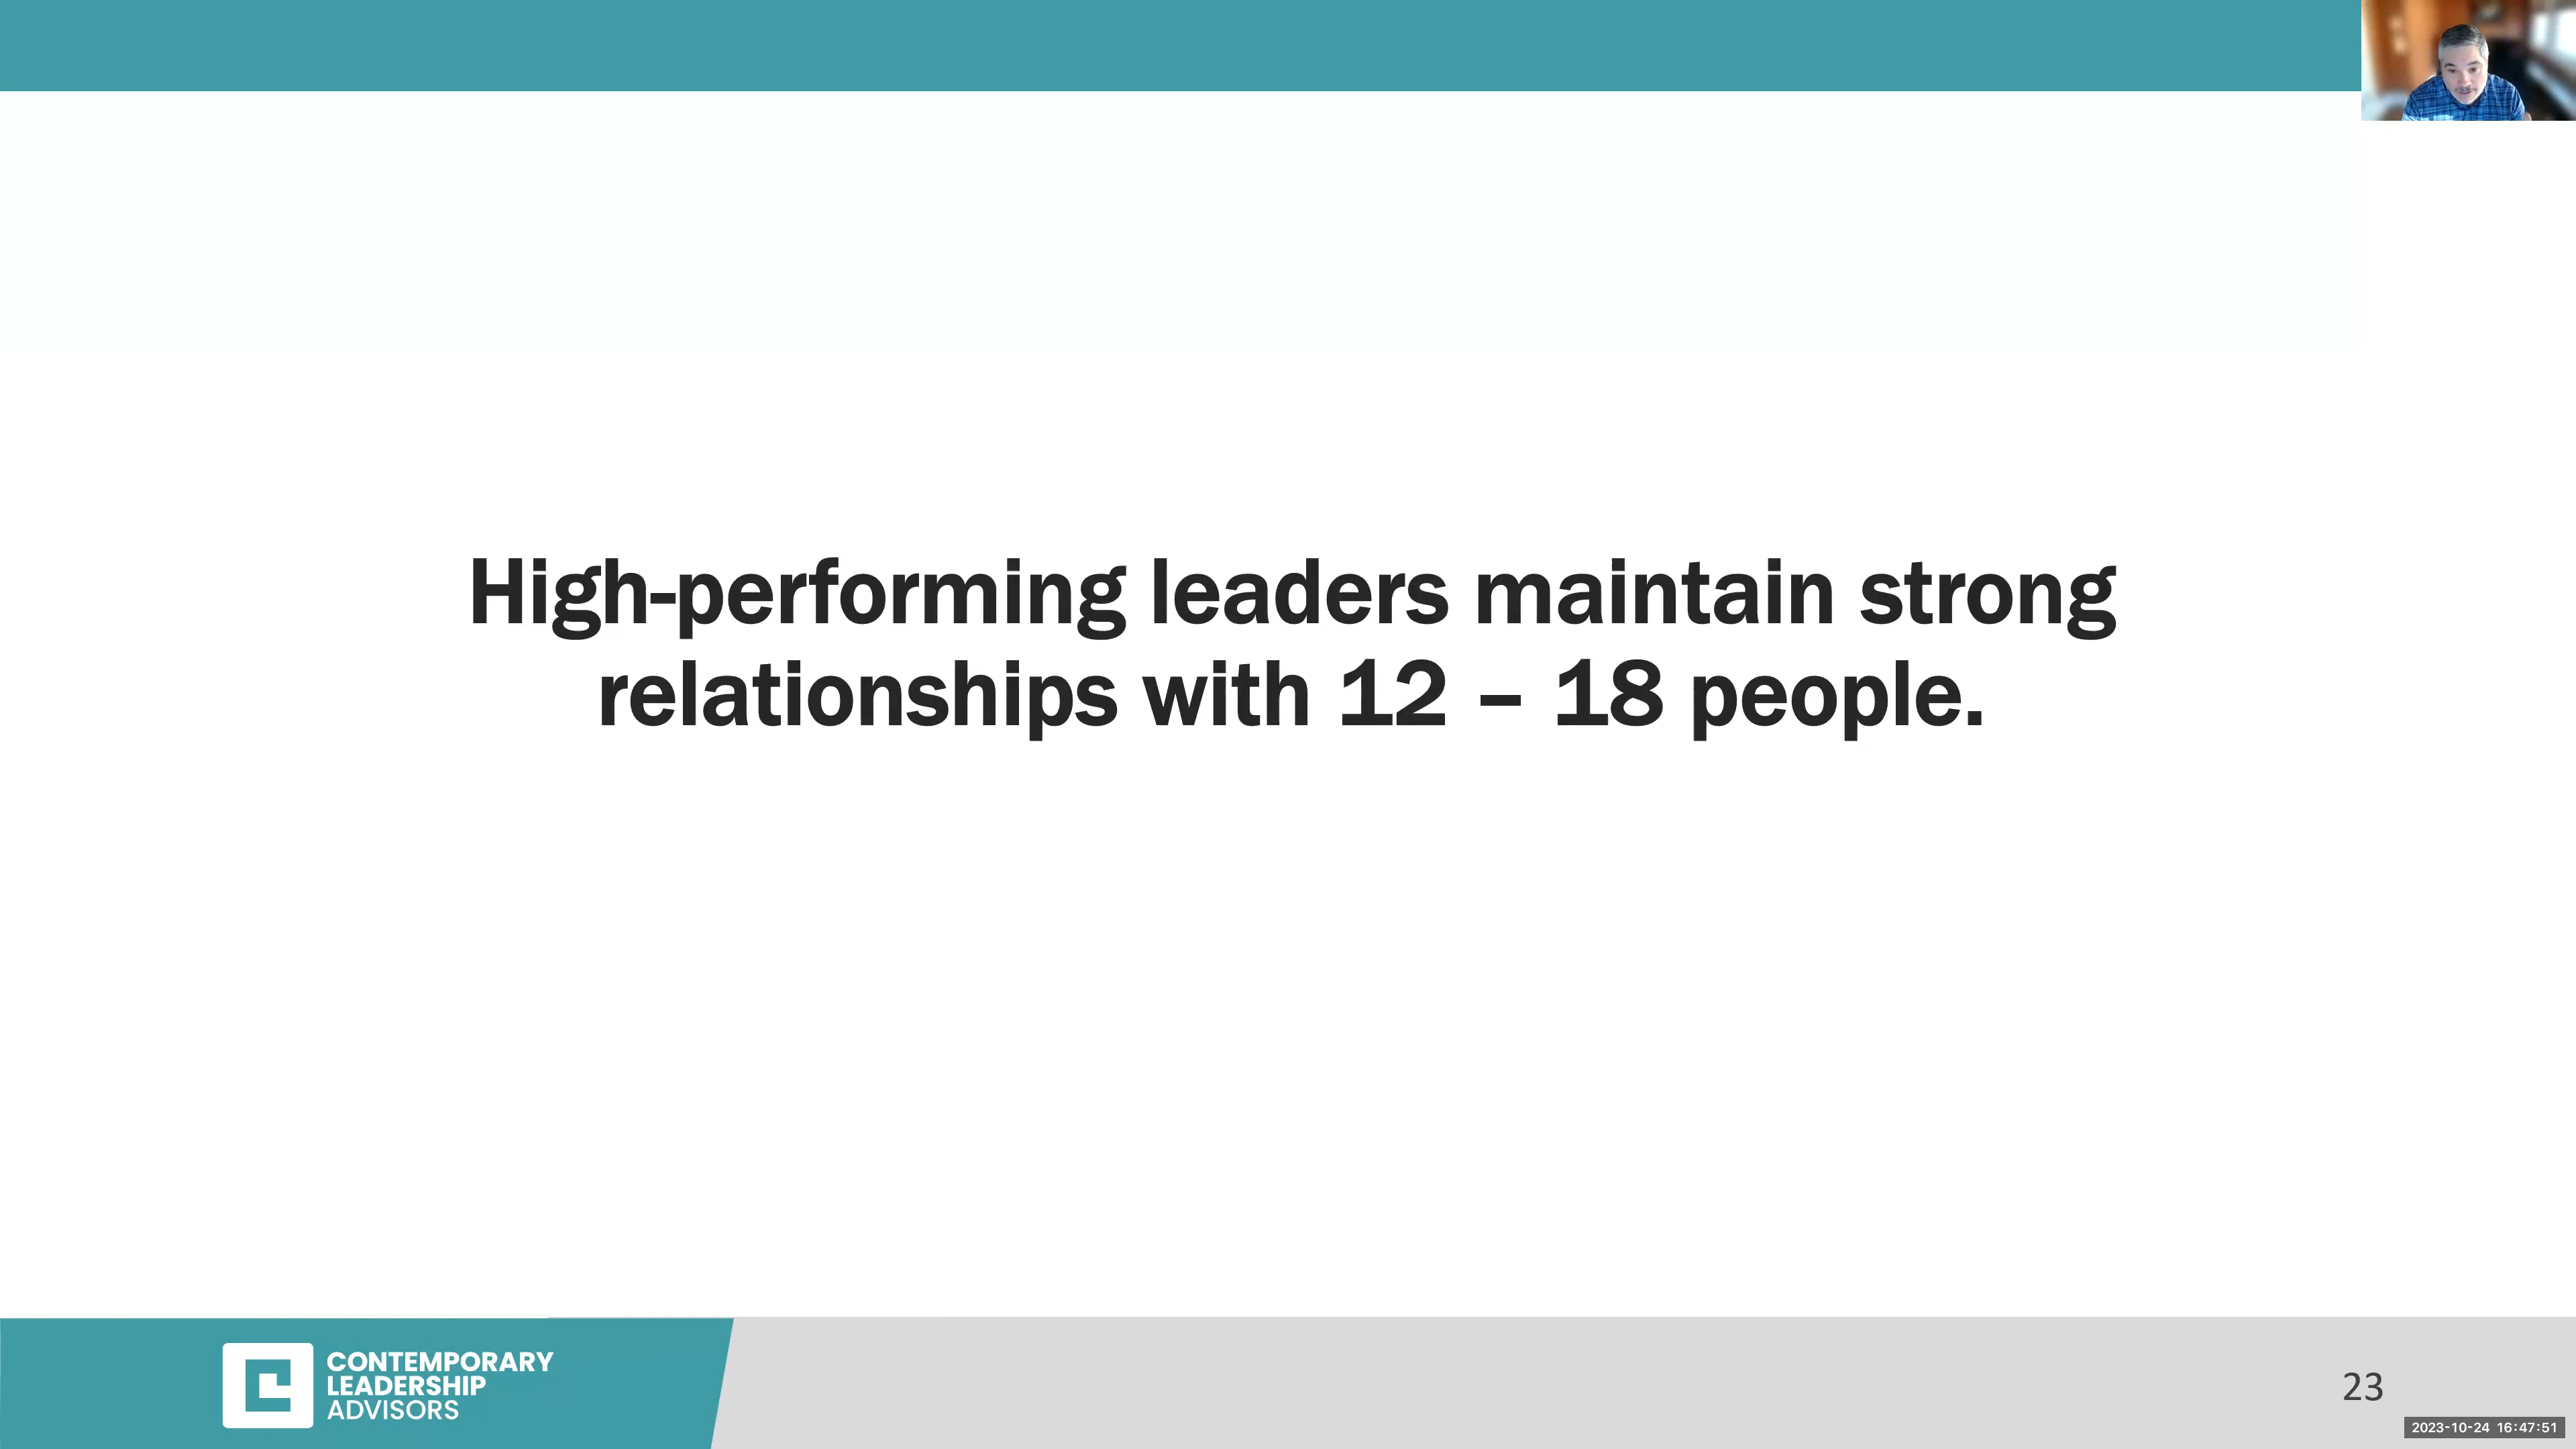 High-performing leaders maintain strong
relationships with 12 – 18 people.
CONTEMPORARY
LEADERSHIP
ADVISORS
23
2023-10-24 16:47:51